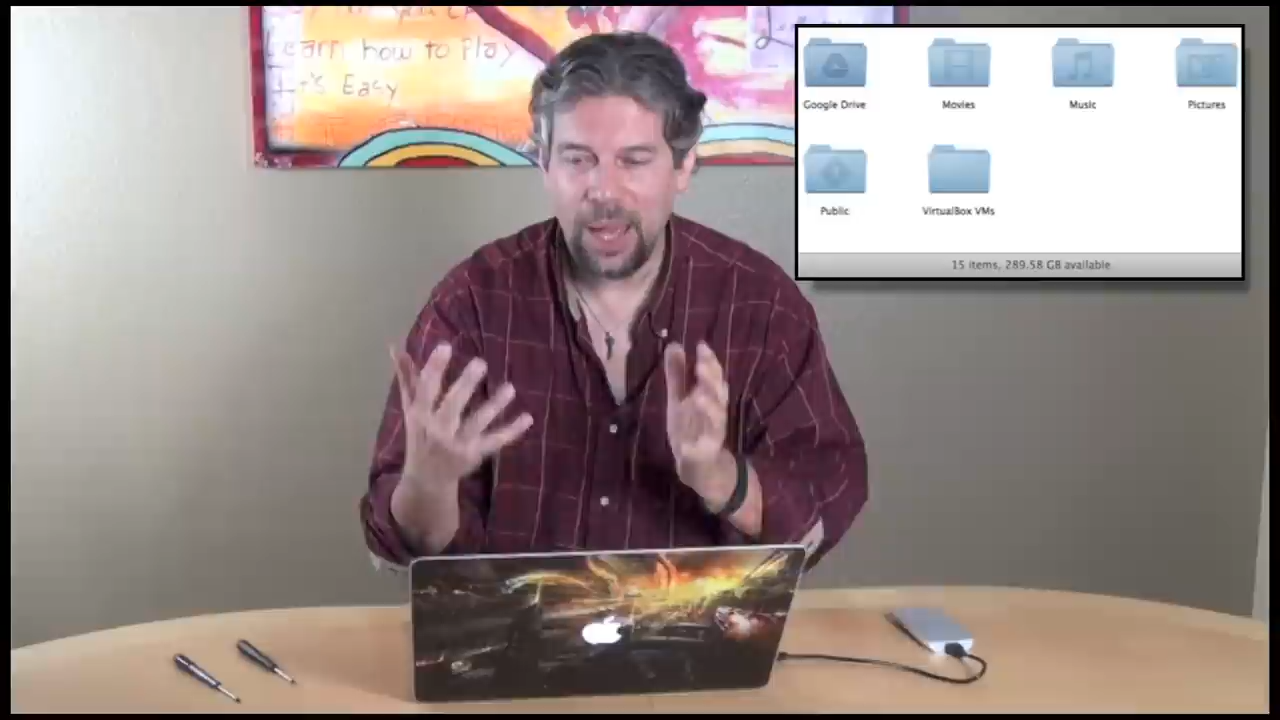 Learn how to Play
It's Easy
Google Drive
Movies
Music
Pictures
Public
VirtualBox VMs
15 items, 289.58 GB available